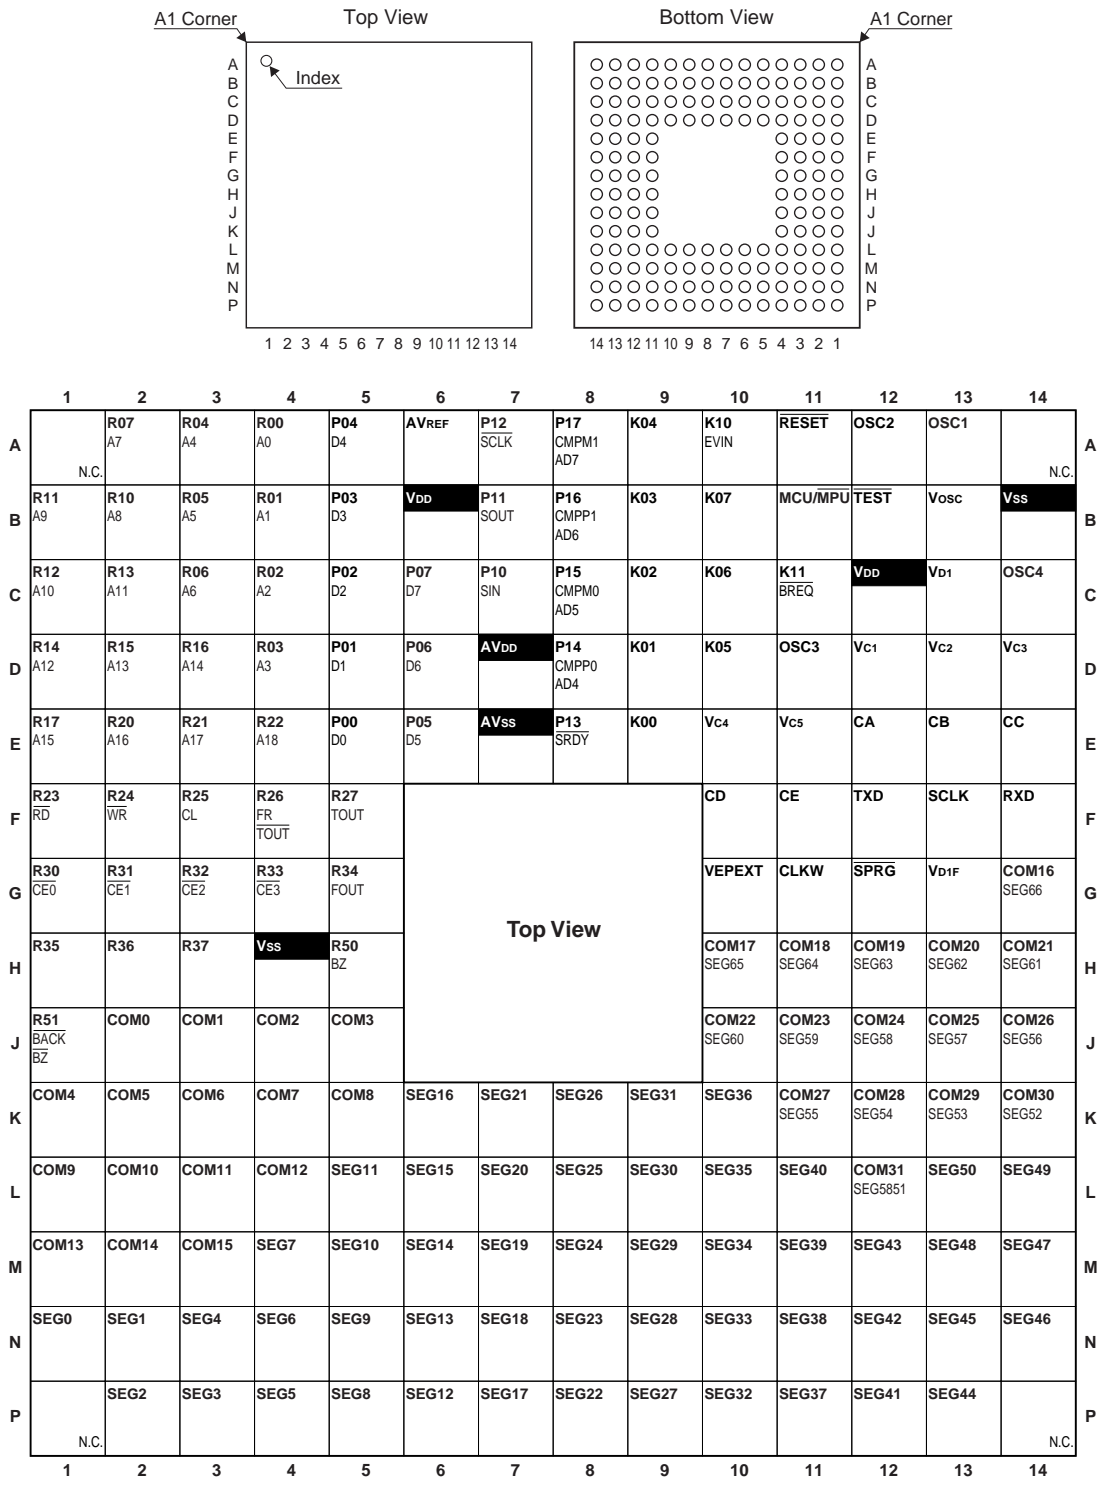 A1 Corner
Top View
Bottom View
A1 Corner
Index
A
B
C
D
E
F
G
H
J
K
L
M
N
P
A
B
C
D
E
F
G
H
J
J
L
M
N
P
1 2 3 4 5 6 7 8 9 10 11 12 13 14
14 13 12 11 10 9 8 7 6 5 4 3 2 1
1 2 3 4 5 6 7 8 9 10 11 12 13 14
A R07 R04 R00 P04 AVREF P12 P17 K04 K10 RESET OSC2 OSC1 A
A7 A4 A0 D4 SCLK CMPM1 EVIN
AD7
N.C. N.C.
B R11 R10 R05 R01 P03 VDD P11 P16 K03 K07 MCU/MPU TEST VOSC VSS B
A9 A8 A5 A1 D3 SOUT CMPP1
AD6
C R12 R13 R06 R02 P02 P07 P10 P15 K02 K06 K11 VDD VD1 OSC4 C
A10 A11 A6 A2 D2 D7 SIN CMPM0 BREQ
AD5
D R14 R15 R16 R03 P01 P06 AVDD P14 K01 K05 OSC3 VC1 VC2 VC3 D
A12 A13 A14 A3 D1 D6 CMPP0
AD4
E R17 R20 R21 R22 P00 P05 AVSS P13 K00 VC4 VC5 CA CB CC E
A15 A16 A17 A18 D0 D5 SRDY
F R23 R24 R25 R26 R27 CD CE TXD SCLK RXD F
RD WR CL FR TOUT
TOUT
G R30 R31 R32 R33 R34 VEPEXT CLKW SPRG VD1F COM16 G
CE0 CE1 CE2 CE3 FOUT SEG66
Top View
H R35 R36 R37 VSS R50 COM17 COM18 COM19 COM20 COM21 H
BZ SEG65 SEG64 SEG63 SEG62 SEG61
J R51 COM0 COM1 COM2 COM3 COM22 COM23 COM24 COM25 COM26 J
BACK SEG60 SEG59 SEG58 SEG57 SEG56
BZ
K COM4 COM5 COM6 COM7 COM8 SEG16 SEG21 SEG26 SEG31 SEG36 COM27 COM28 COM29 COM30 K
SEG55 SEG54 SEG53 SEG52
L COM9 COM10 COM11 COM12 SEG11 SEG15 SEG20 SEG25 SEG30 SEG35 SEG40 COM31 SEG50 SEG49 L
SEG5851
M COM13 COM14 COM15 SEG7 SEG10 SEG14 SEG19 SEG24 SEG29 SEG34 SEG39 SEG43 SEG48 SEG47 M
N SEG0 SEG1 SEG4 SEG6 SEG9 SEG13 SEG18 SEG23 SEG28 SEG33 SEG38 SEG42 SEG45 SEG46 N
P SEG2 SEG3 SEG5 SEG8 SEG12 SEG17 SEG22 SEG27 SEG32 SEG37 SEG41 SEG44 P
N.C. N.C.
1 2 3 4 5 6 7 8 9 10 11 12 13 14